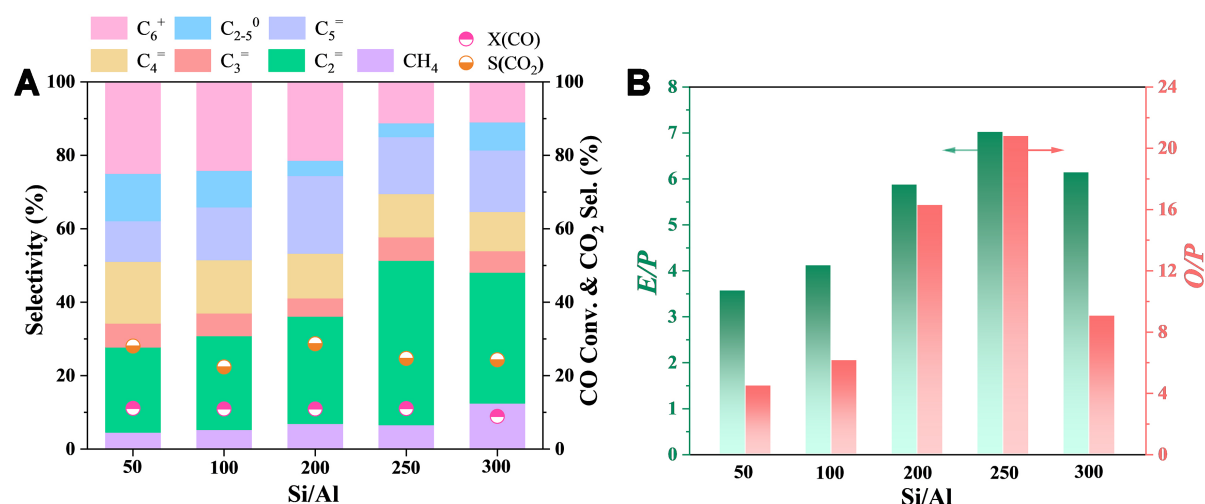 C₆⁺ C₂₋₅⁰ C₅⁼ X(CO)
C₄⁼ C₃⁼ C₂⁼ CH₄ S(CO₂)
A
100
80
60
40
20
0
Selectivity (%)
100
80
60
40
20
0
CO Conv. & CO₂ Sel. (%)
50 100 200 250 300
Si/Al
B
8
7
6
5
4
3
2
1
0
E/P
24
20
16
12
8
4
0
O/P
50 100 200 250 300
Si/Al